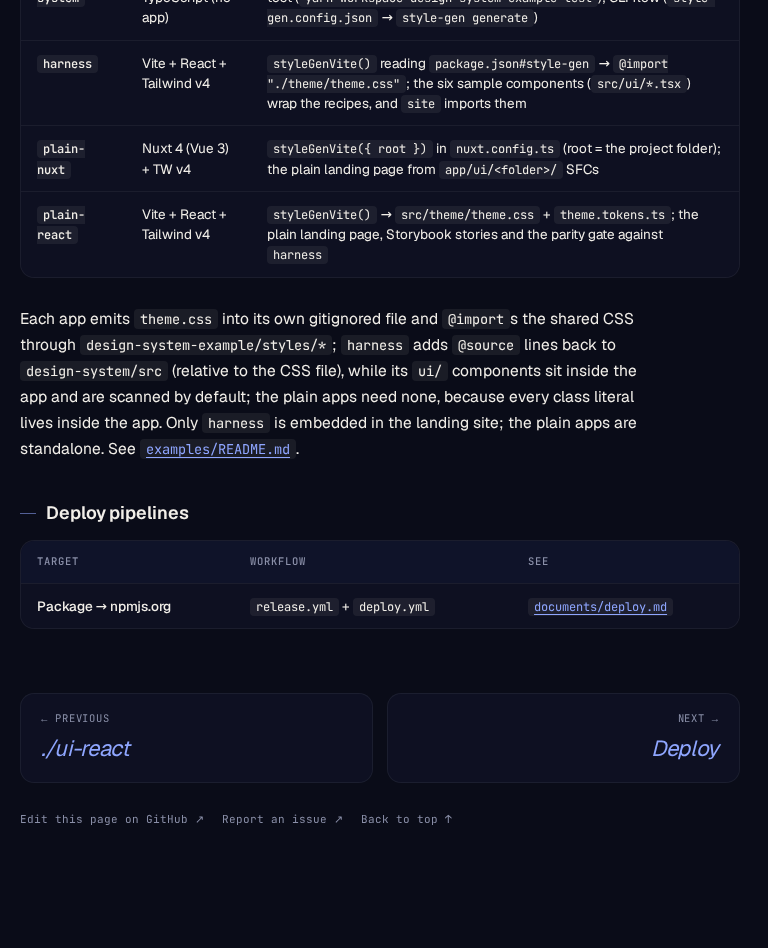 app)
gen.config.json → style-gen generate )
harness
Vite + React +
Tailwind v4
styleGenVite() reading package.json#style-gen → @import
"./theme/theme.css" ; the six sample components ( src/ui/*.tsx )
wrap the recipes, and site imports them
plain-
nuxt
Nuxt 4 (Vue 3)
+ TW v4
styleGenVite({ root }) in nuxt.config.ts (root = the project folder);
the plain landing page from app/ui/<folder>/ SFCs
plain-
react
Vite + React +
Tailwind v4
styleGenVite() → src/theme/theme.css + theme.tokens.ts ; the
plain landing page, Storybook stories and the parity gate against
harness
Each app emits theme.css into its own gitignored file and @import s the shared CSS
through design-system-example/styles/* ; harness adds @source lines back to
design-system/src (relative to the CSS file), while its ui/ components sit inside the
app and are scanned by default; the plain apps need none, because every class literal
lives inside the app. Only harness is embedded in the landing site; the plain apps are
standalone. See examples/README.md .
— Deploy pipelines
TARGET WORKFLOW SEE
Package → npmjs.org release.yml + deploy.yml documents/deploy.md
← PREVIOUS
./ui-react
NEXT →
Deploy
Edit this page on GitHub ↗ Report an issue ↗ Back to top ↑